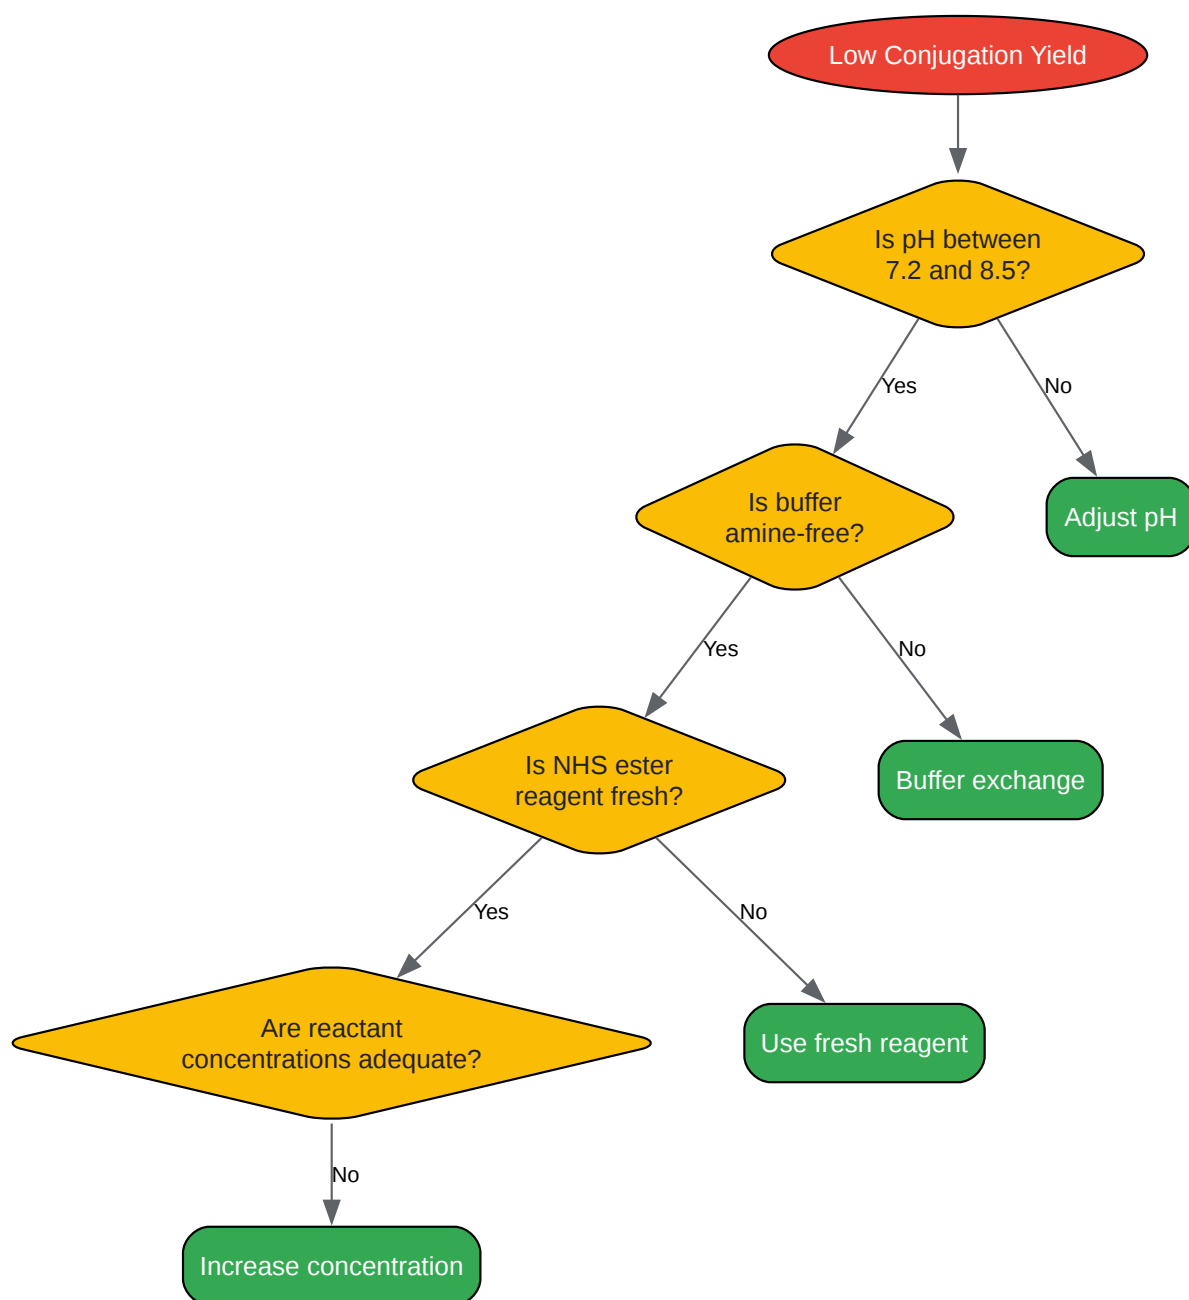 Low Conjugation Yield
Is pH between
7.2 and 8.5?
Yes
No
Is buffer
amine-free?
Adjust pH
Yes
No
Is NHS ester
reagent fresh?
Buffer exchange
Yes
No
Are reactant
concentrations adequate?
Use fresh reagent
No
Increase concentration